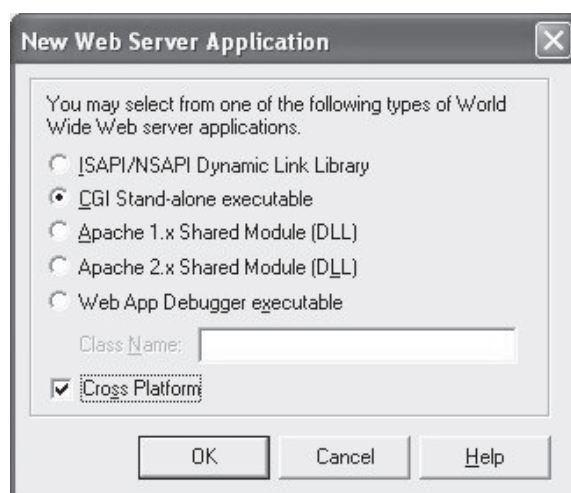 New Web Server Application
You may select from one of the following types of World
Wide Web server applications.
ISAPI/NSAPI Dynamic Link Library
CGI Stand-alone executable
Apache 1.x Shared Module (DLL)
Apache 2.x Shared Module (DLL)
Web App Debugger executable
Class Name:
Cross Platform
OK Cancel Help